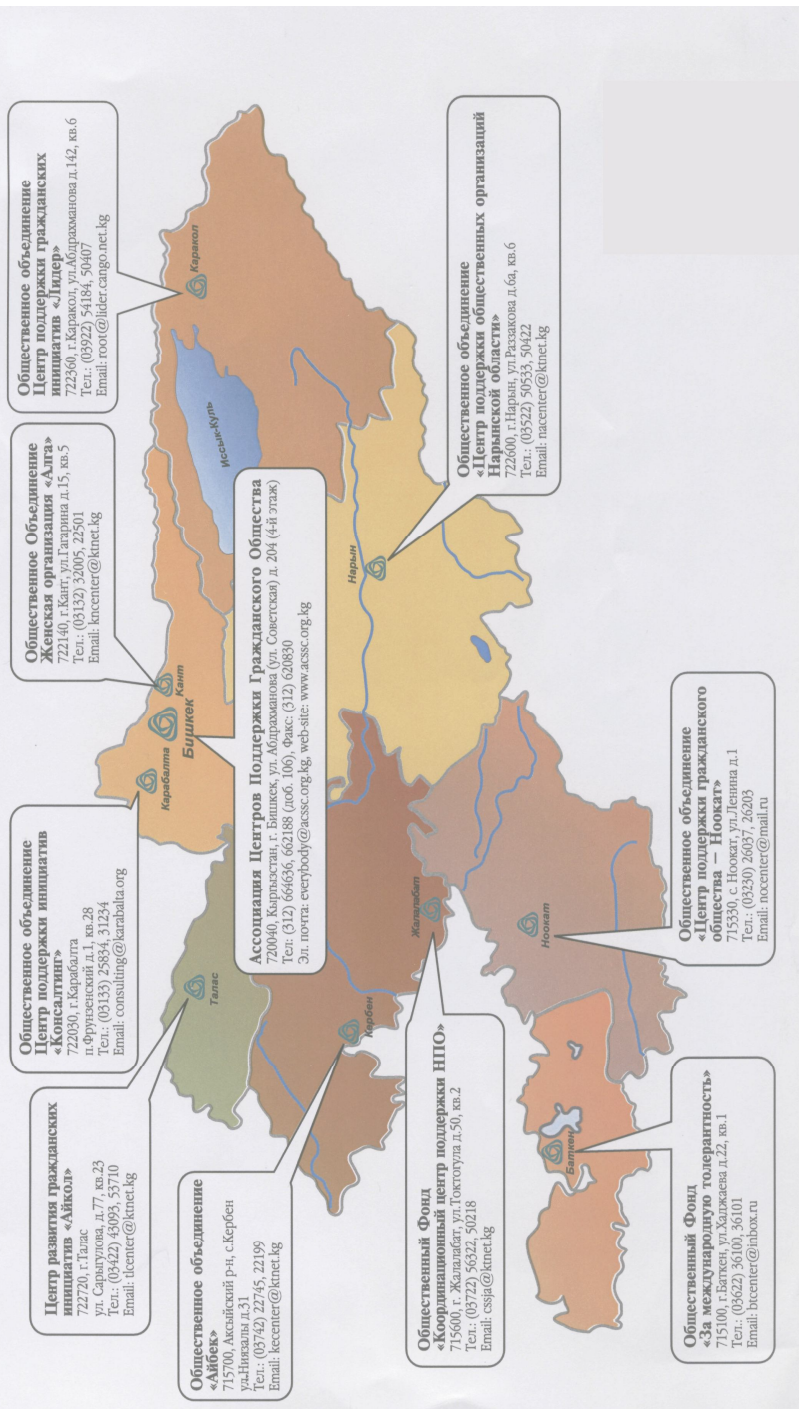 Центр развития гражданских
инициатив «Айкол»
722720, г.Талас
ул. Сарыгулова, д.77, кв.23
Тел.: (03422) 43093, 53710
Email: tlcenter@ktnet.kg
Общественное объединение
Центр поддержки инициатив
«Консалтинг»
722030, г.Карабалта
п.Фрунзенский д.1, кв.28
Тел.: (03133) 25834, 31234
Email: consulting@karabalta.org
Общественное Объединение
Женская организация «Алга»
722140, г.Кант, ул.Гагарина д.15, кв.5
Тел.: (03132) 32005, 22501
Email: kncenter@ktnet.kg
Общественное объединение
Центр поддержки гражданских
инициатив «Лидер»
722360, г.Каракол, ул.Абдрахманова д.142, кв.6
Тел.: (03922) 54184, 50407
Email: root@lider.cango.net.kg
Карабалта
Бишкек
Кант
Каракол
Иссык-Куль
Талас
Общественное объединение
«Айбек»
715700, Аксыйский р-н, с.Кербен
ул.Ниязалы д.31
Тел.: (03742) 22745, 22199
Email: kecenter@ktnet.kg
Ассоциация Центров Поддержки Гражданского Общества
720040, Кыргызстан, г. Бишкек, ул. Абдрахманова (ул. Советская) д. 204 (4-й этаж)
Тел: (312) 664636, 662188 (доб. 106), Факс: (312) 620830
Эл. почта: everybody@acssc.org.kg, web-site: www.acssc.org.kg
Кербен
Нарын
Жалалабат
Общественный Фонд
«Координационный центр поддержки НПО»
715600, г. Жалалабат, ул.Токтогула д.50, кв.2
Тел.: (03722) 56322, 50218
Email: cssja@ktnet.kg
Общественное объединение
«Центр поддержки общественных организаций
Нарынской области»
722600, г.Нарын, ул.Раззакова д.6а, кв.6
Тел.: (03522) 50533, 50422
Email: nacenter@ktnet.kg
Ноокат
Баткен
Общественный Фонд
«За международную толерантность»
715100, г.Баткен, ул.Хаджаева д.22, кв.1
Тел.: (03622) 36100, 36101
Email: btcenter@inbox.ru
Общественное объединение
«Центр поддержки гражданского
общества — Ноокат»
715330, с. Ноокат, ул.Ленина д.1
Тел.: (03230) 26037, 26203
Email: nocenter@mail.ru